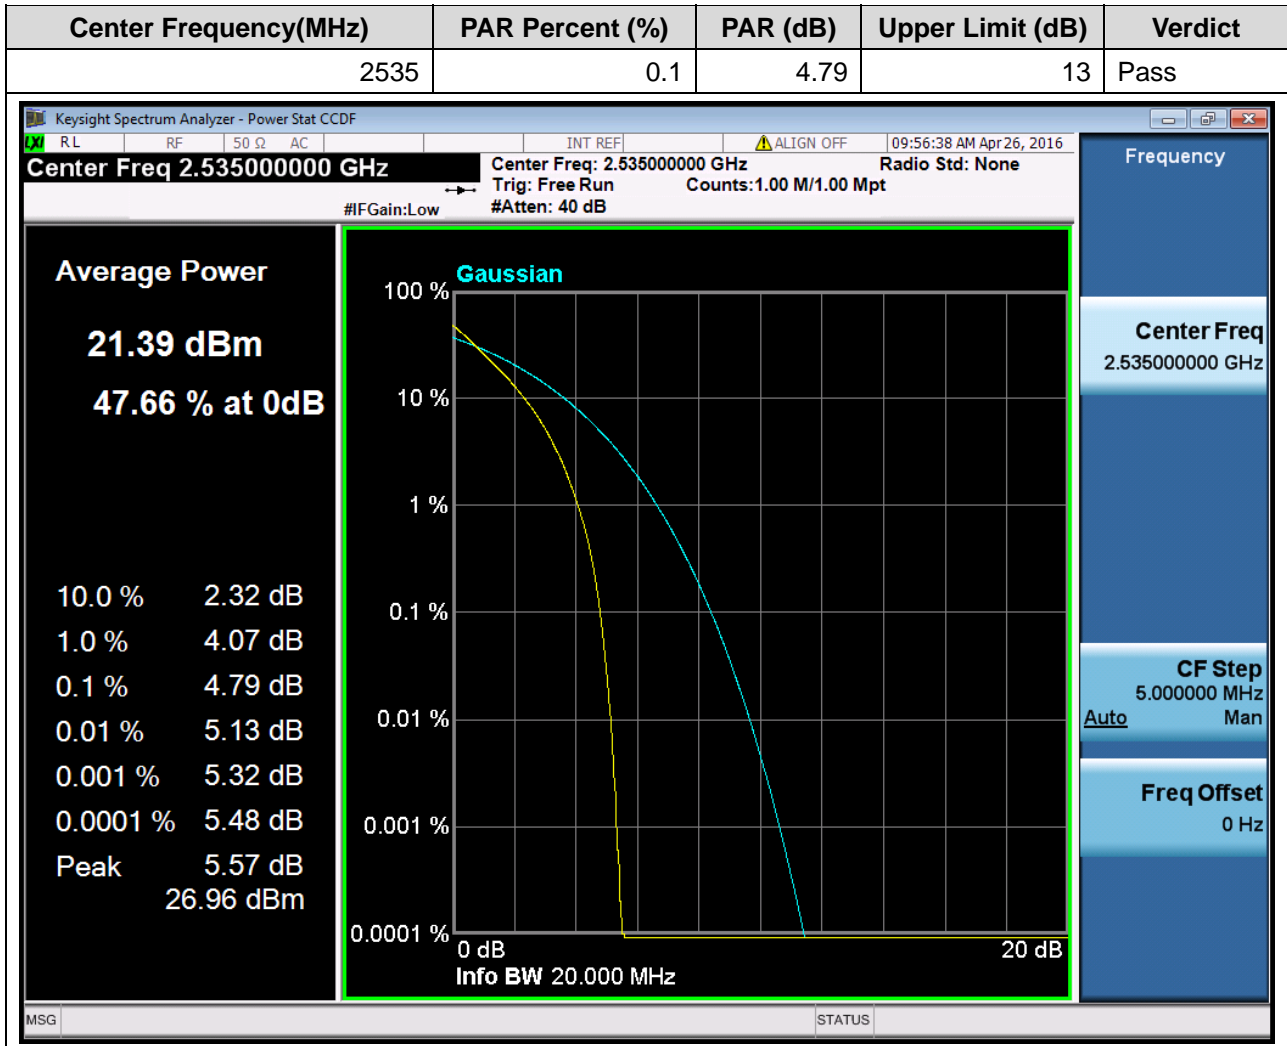 Center Frequency(MHz) PAR Percent (%) PAR (dB) Upper Limit (dB) Verdict
2535 0.1 4.79 13 Pass
Keysight Spectrum Analyzer - Power Stat CCDF
LXI RL RF 50 Ω AC INT REF ALIGN OFF 09:56:38 AM Apr 26, 2016
Center Freq 2.535000000 GHz
Center Freq: 2.535000000 GHz Radio Std: None
Trig: Free Run Counts:1.00 M/1.00 Mpt
#IFGain:Low #Atten: 40 dB
Average Power
21.39 dBm
47.66 % at 0dB
10.0 % 2.32 dB
1.0 % 4.07 dB
0.1 % 4.79 dB
0.01 % 5.13 dB
0.001 % 5.32 dB
0.0001 % 5.48 dB
Peak 5.57 dB
26.96 dBm
Gaussian
100 %
10 %
1 %
0.1 %
0.01 %
0.001 %
0.0001 %
0 dB 20 dB
Info BW 20.000 MHz
Frequency
Center Freq
2.535000000 GHz
CF Step
5.000000 MHz
Auto Man
Freq Offset
0 Hz
MSG STATUS